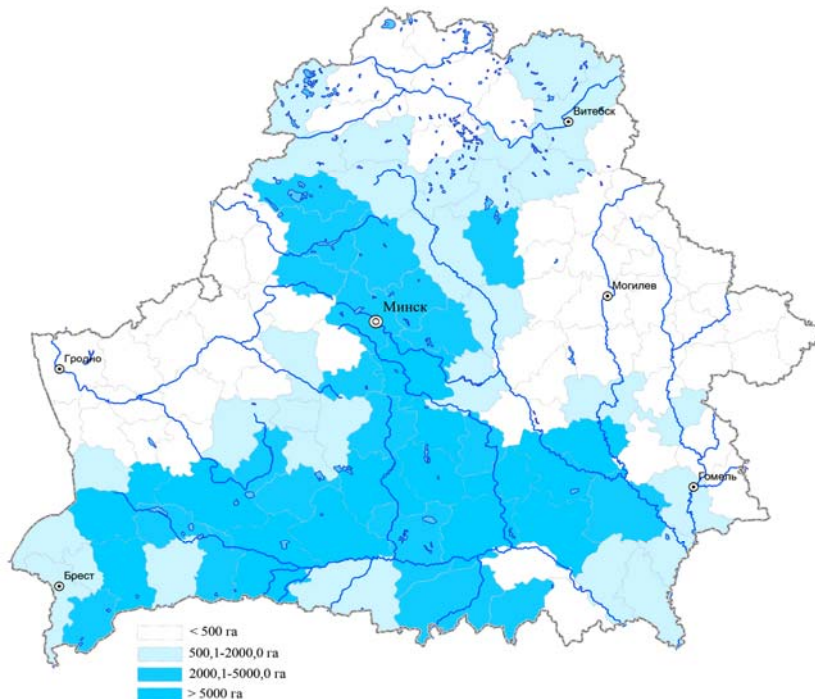 Витебск
Могилев
Минск
Гродно
Гомель
Брест
< 500 га
500,1-2000,0 га
2000,1-5000,0 га
> 5000 га